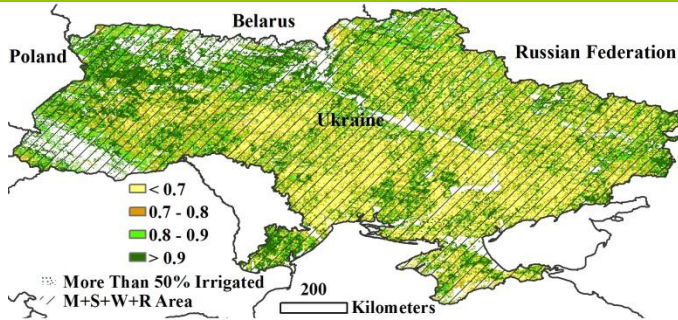 Belarus
Poland
Russian Federation
Ukraine
< 0.7
0.7 - 0.8
0.8 - 0.9
> 0.9
More Than 50% Irrigated
M+S+W+R Area
200
Kilometers